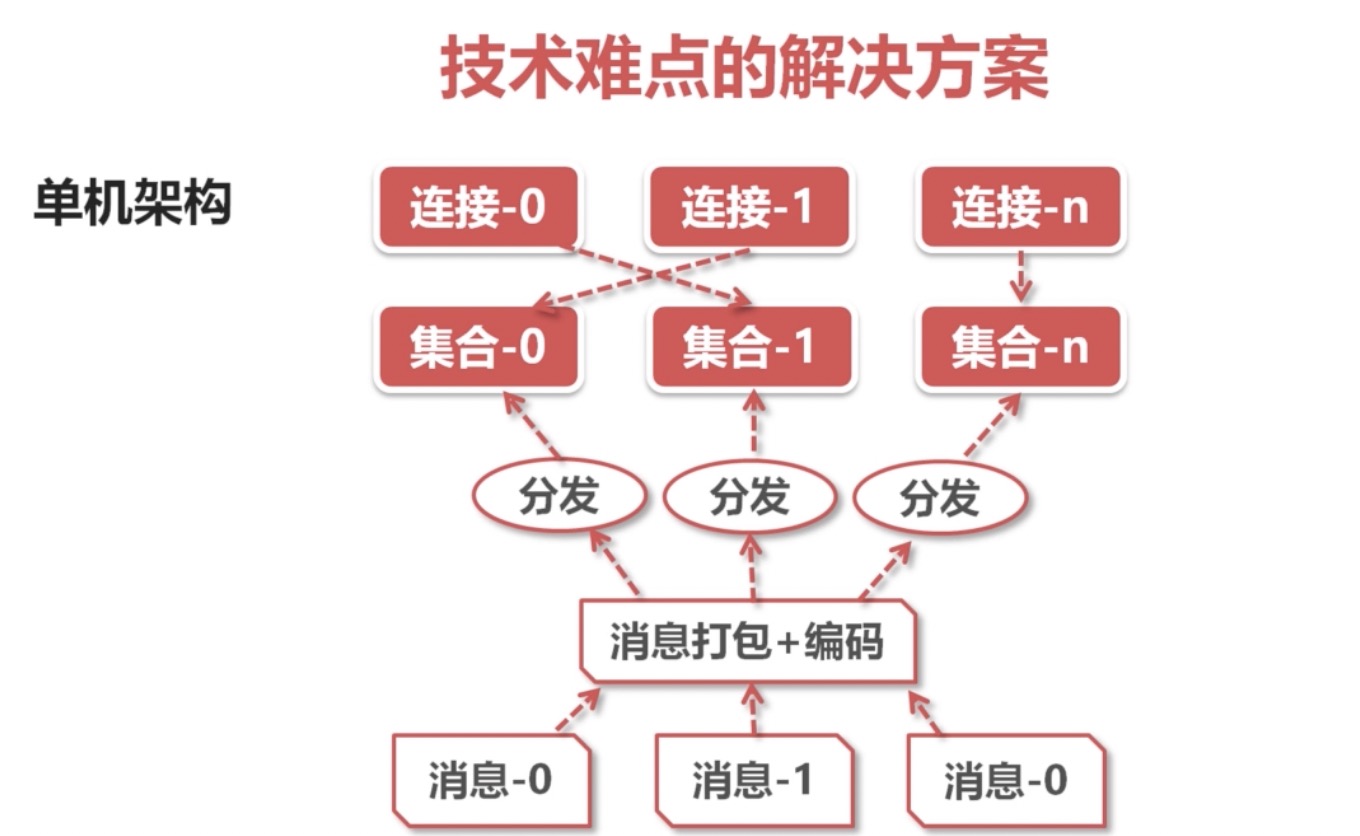 技术难点的解决方案
单机架构
连接-0
连接-1
连接-n
集合-0
集合-1
集合-n
分发
分发
分发
消息打包+编码
消息-0
消息-1
消息-0